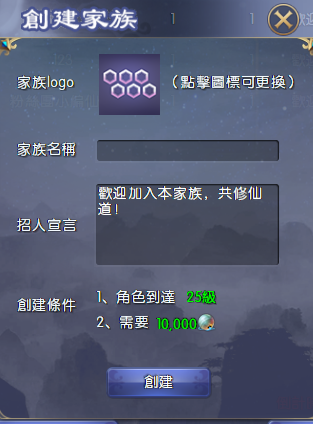 創建家族
家族logo
（點擊圖標可更換）
家族名稱
招人宣言
歡迎加入本家族，共修仙
道！
創建條件
1、角色到達 25級
2、需要 10,000
創建